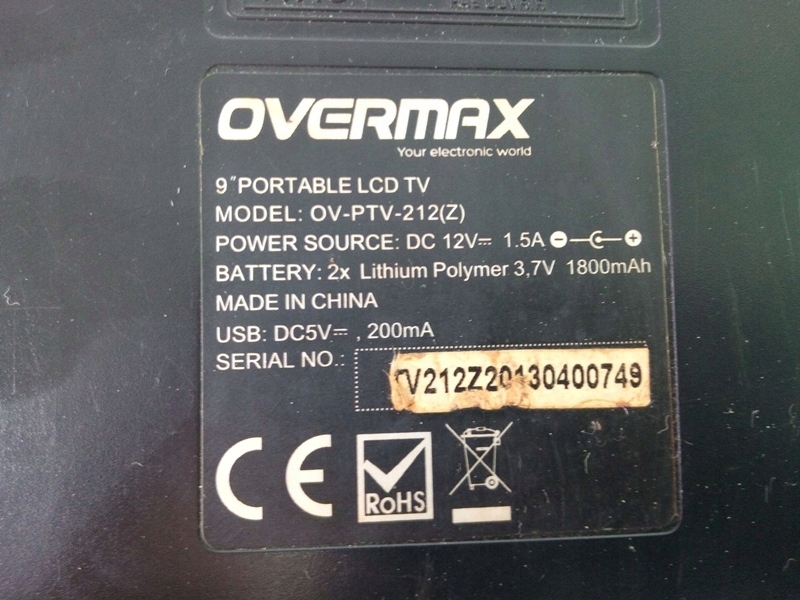 OVERMAX
Your electronic world
9"PORTABLE LCD TV
MODEL: OV-PTV-212(Z)
POWER SOURCE: DC 12V⎓ 1.5A
BATTERY: 2x Lithium Polymer 3,7V 1800mAh
MADE IN CHINA
USB: DC5V⎓, 200mA
SERIAL NO.:
V212Z20130400749
CE
RoHS